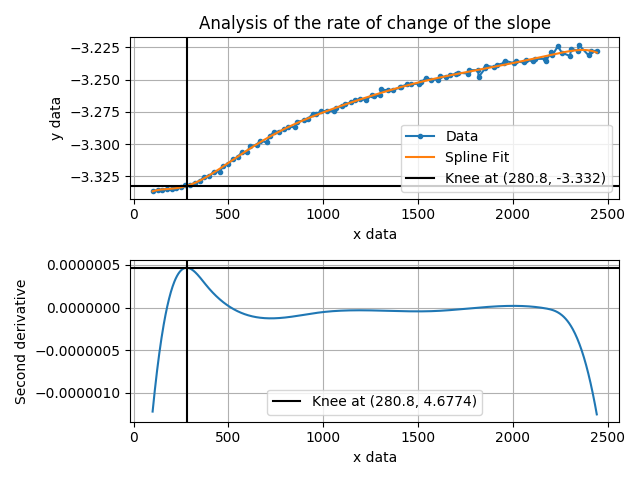 Analysis of the rate of change of the slope
−3.225
−3.250
−3.275
−3.300
−3.325
y data
Data
Spline Fit
Knee at (280.8, -3.332)
0 500 1000 1500 2000 2500
x data
0.0000005
0.0000000
−0.0000005
−0.0000010
Second derivative
Knee at (280.8, 4.6774)
0 500 1000 1500 2000 2500
x data